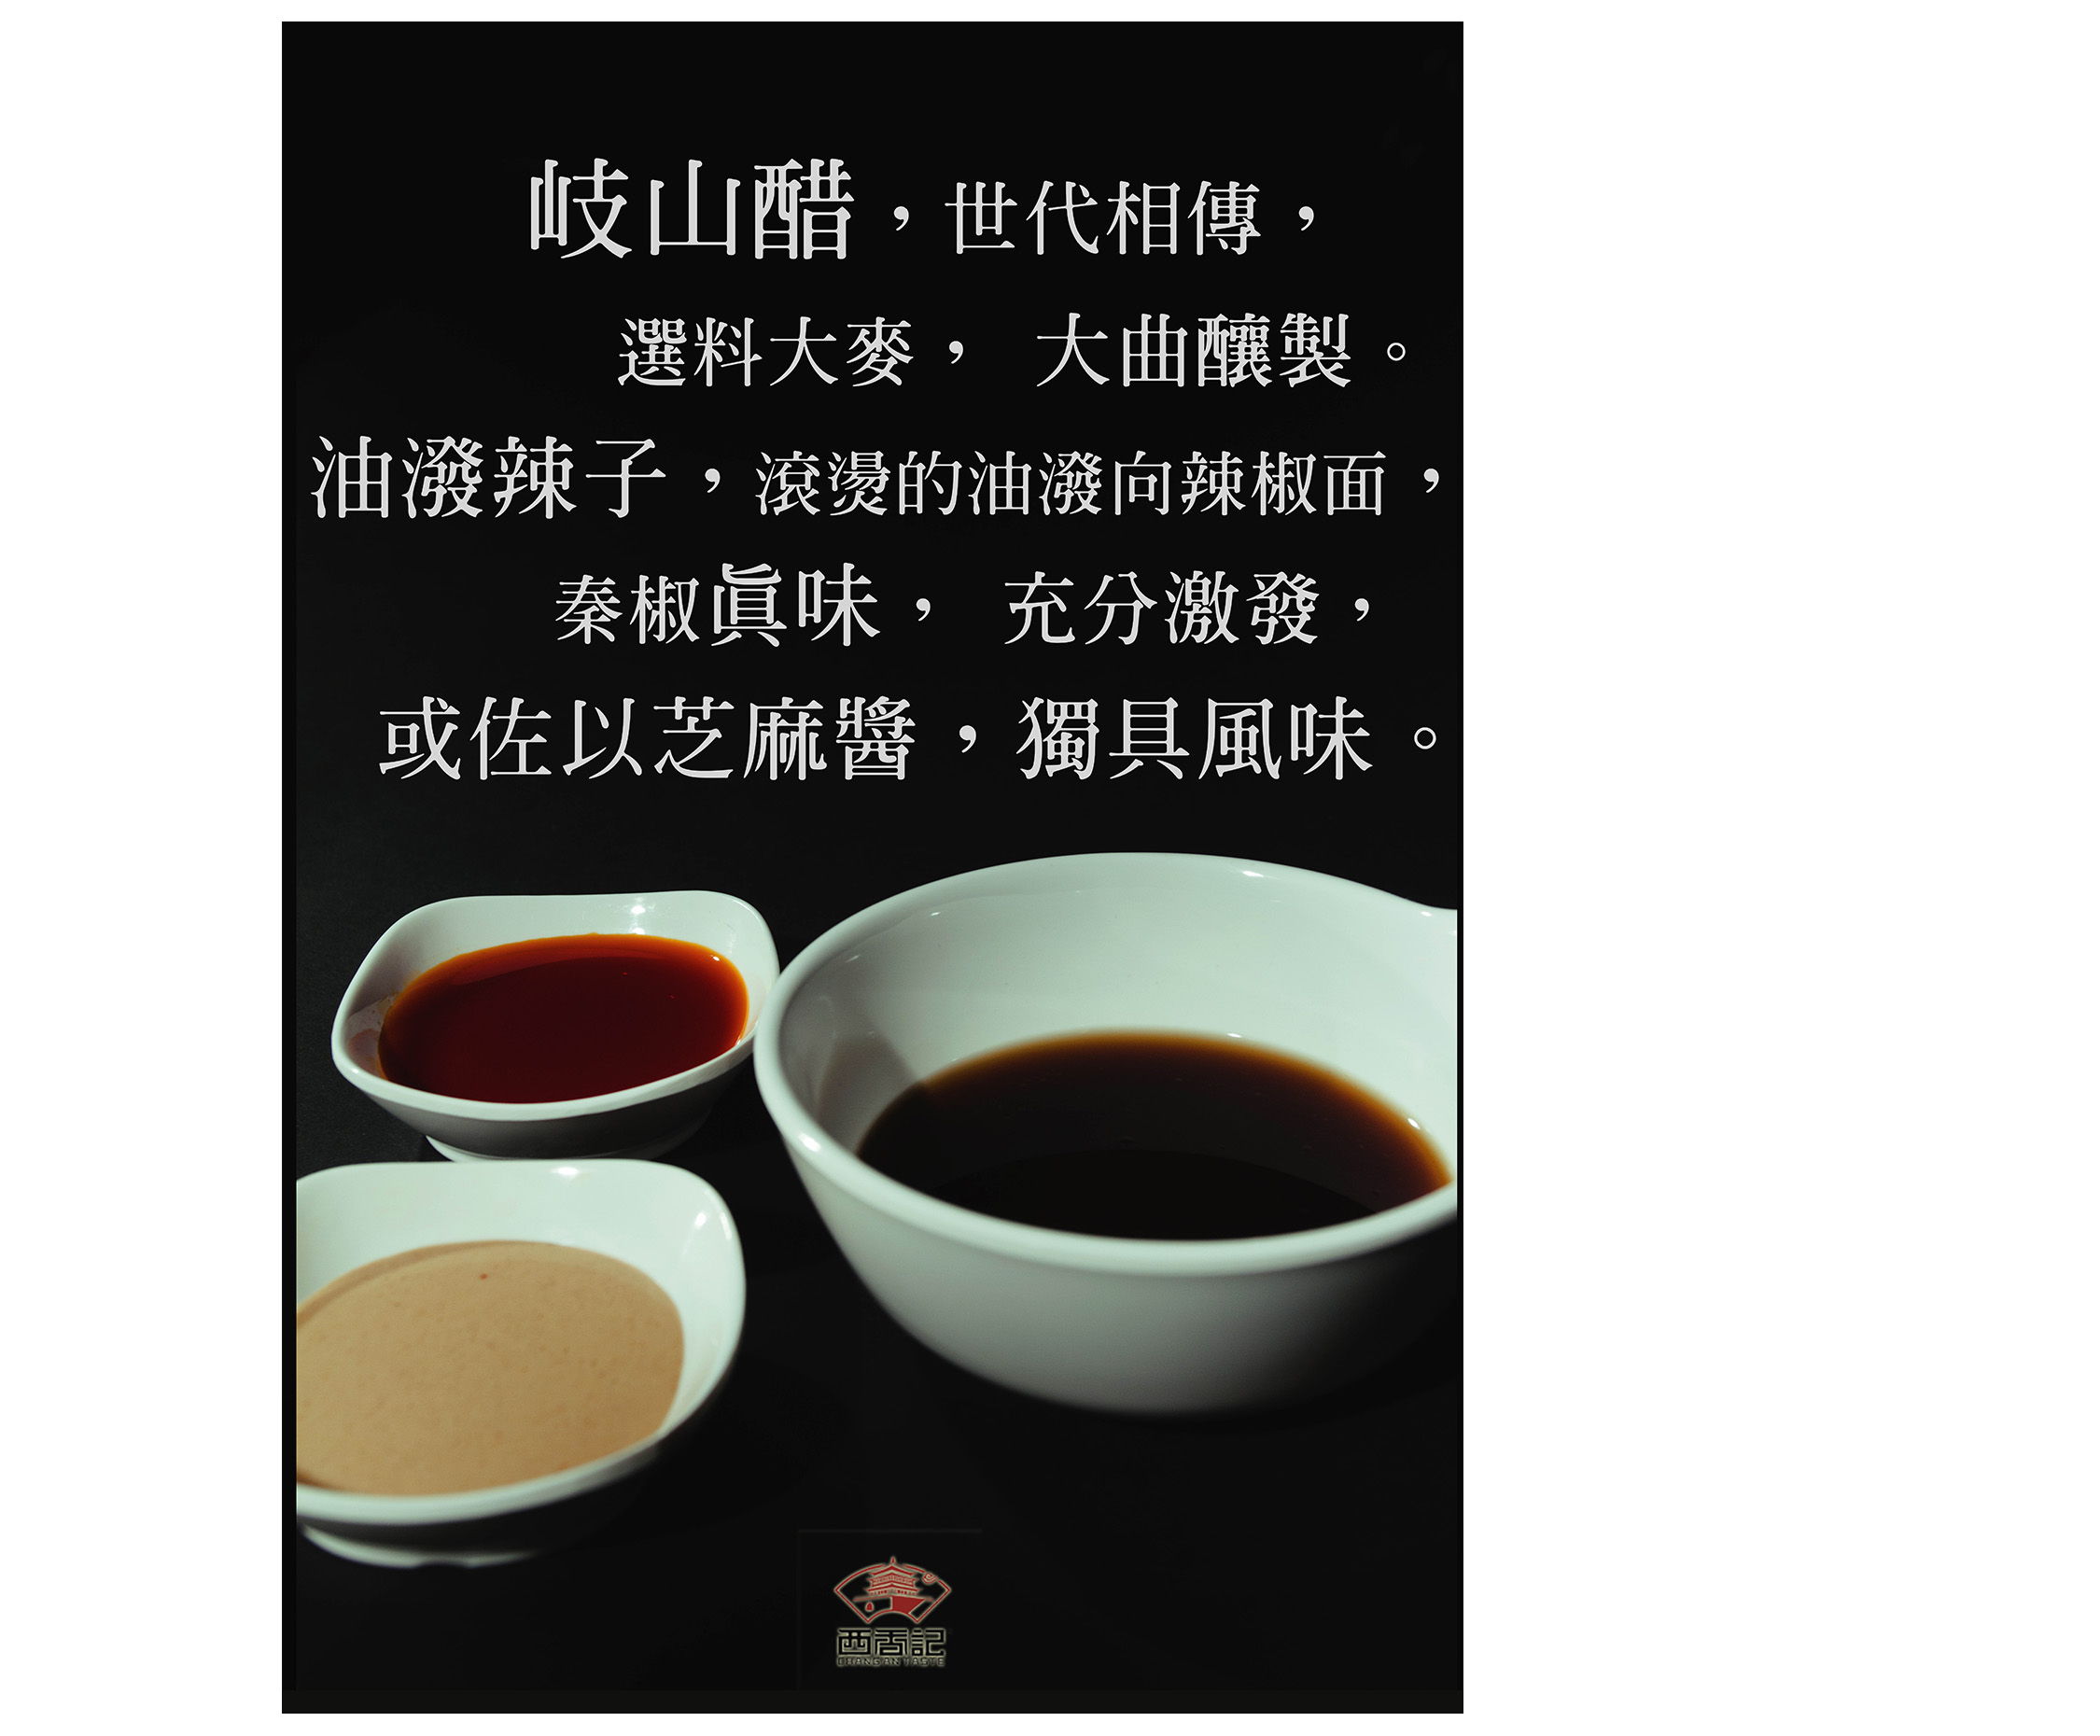 岐山醋，世代相傳，
選料大麥， 大曲釀製。
油潑辣子，滾燙的油潑向辣椒面，
秦椒眞味， 充分激發，
或佐以芝麻醬，獨具風味。
西香記
CHANG'AN TASTE